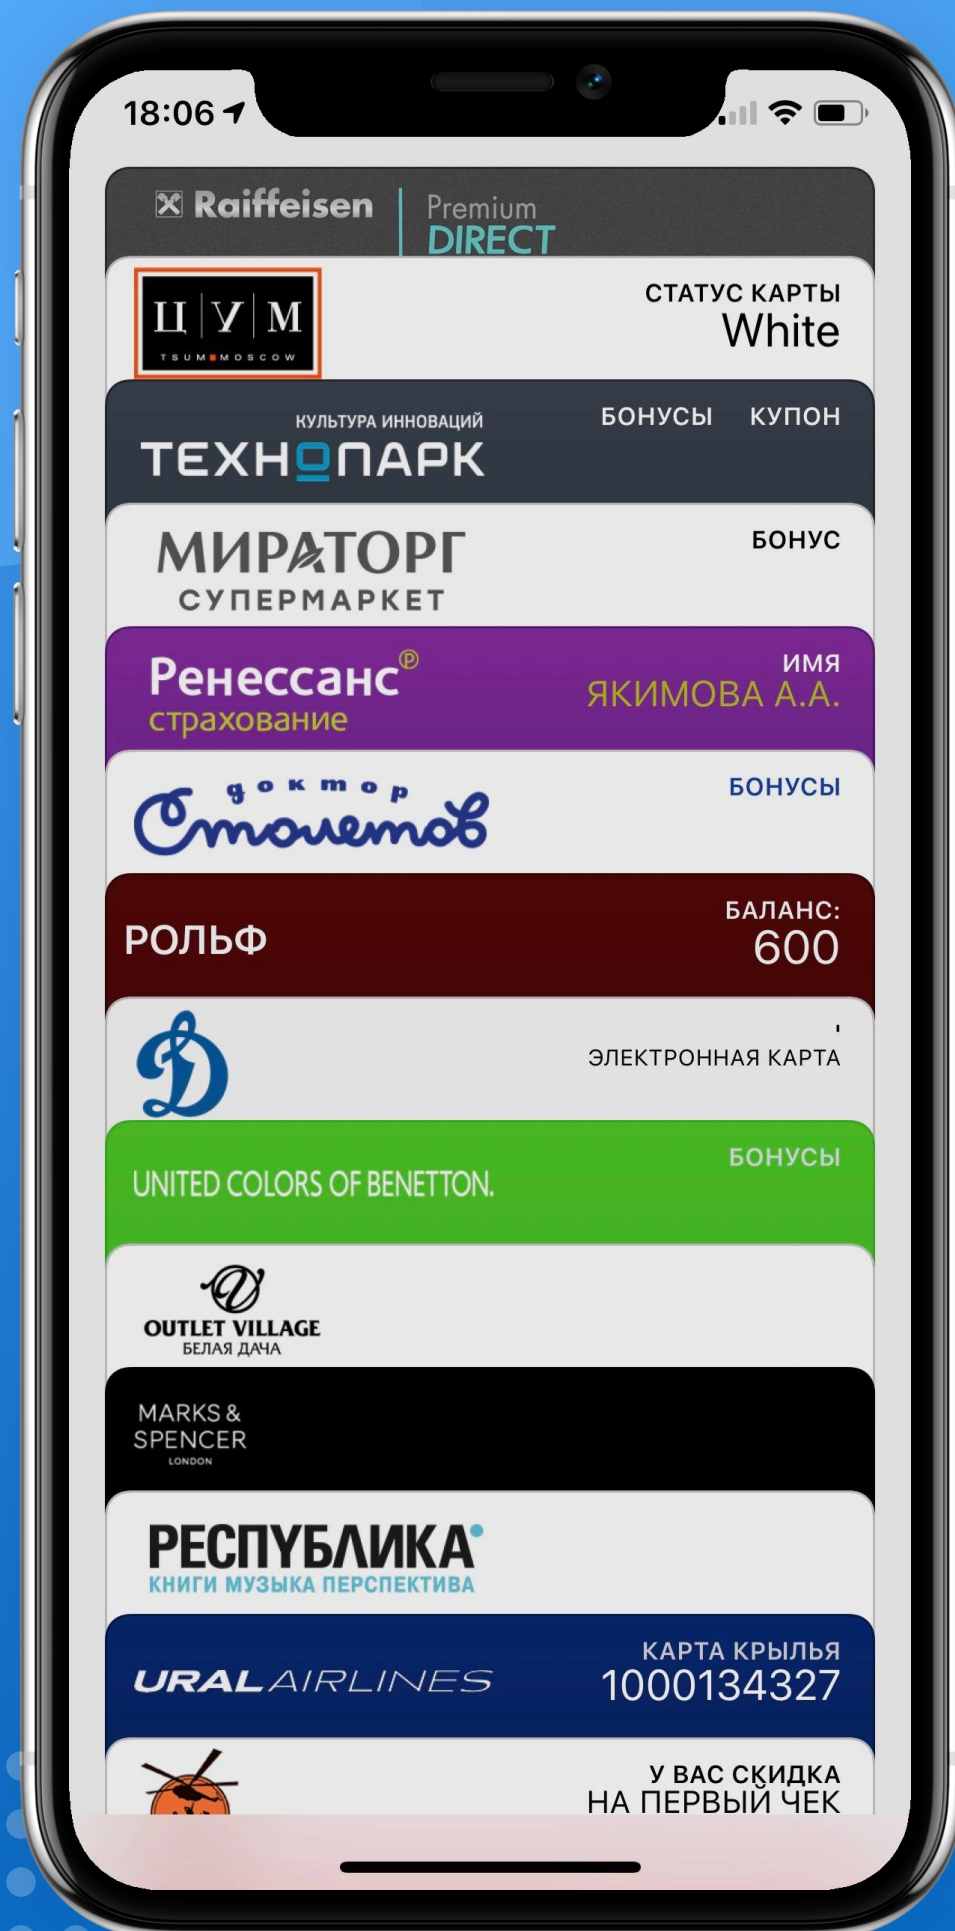 18:06
Raiffeisen
Premium
DIRECT
Ц|У|М
TSUM MOSCOW
СТАТУС КАРТЫ
White
КУЛЬТУРА ИННОВАЦИЙ
ТЕХНОПАРК
БОНУСЫ КУПОН
МИРАТОРГ
СУПЕРМАРКЕТ
БОНУС
Ренессанс
страхование
ИМЯ
ЯКИМОВА А.А.
доктор
Столетов
БОНУСЫ
РОЛЬФ
БАЛАНС:
600
Д
'
ЭЛЕКТРОННАЯ КАРТА
UNITED COLORS OF BENETTON.
БОНУСЫ
OUTLET VILLAGE
БЕЛАЯ ДАЧА
MARKS &
SPENCER
LONDON
РЕСПУБЛИКА
КНИГИ МУЗЫКА ПЕРСПЕКТИВА
URAL AIRLINES
КАРТА КРЫЛЬЯ
1000134327
У ВАС СКИДКА
НА ПЕРВЫЙ ЧЕК